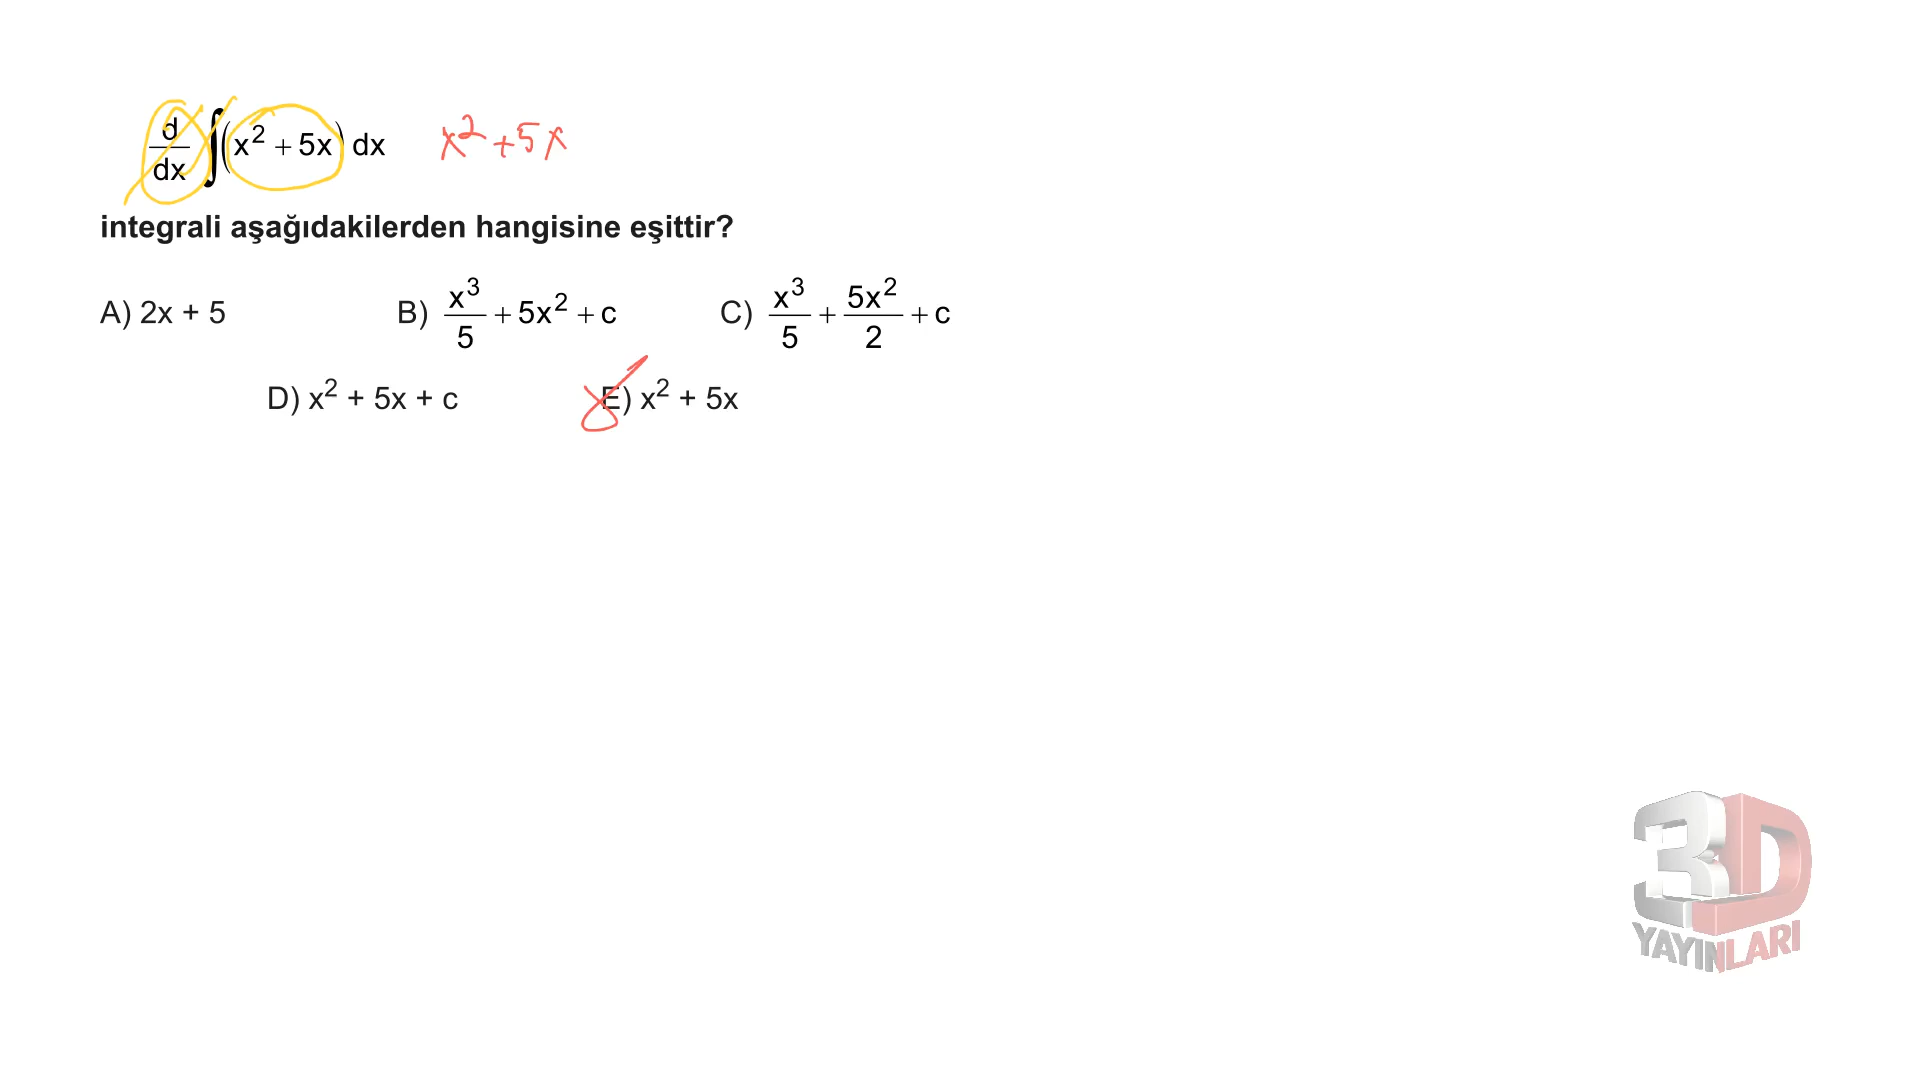 d/dx ∫(x² + 5x) dx x² + 5x
integrali aşağıdakilerden hangisine eşittir?
A) 2x + 5 B) x³/5 + 5x² + c C) x³/5 + 5x²/2 + c
D) x² + 5x + c E) x² + 5x
3D
YAYINLARI